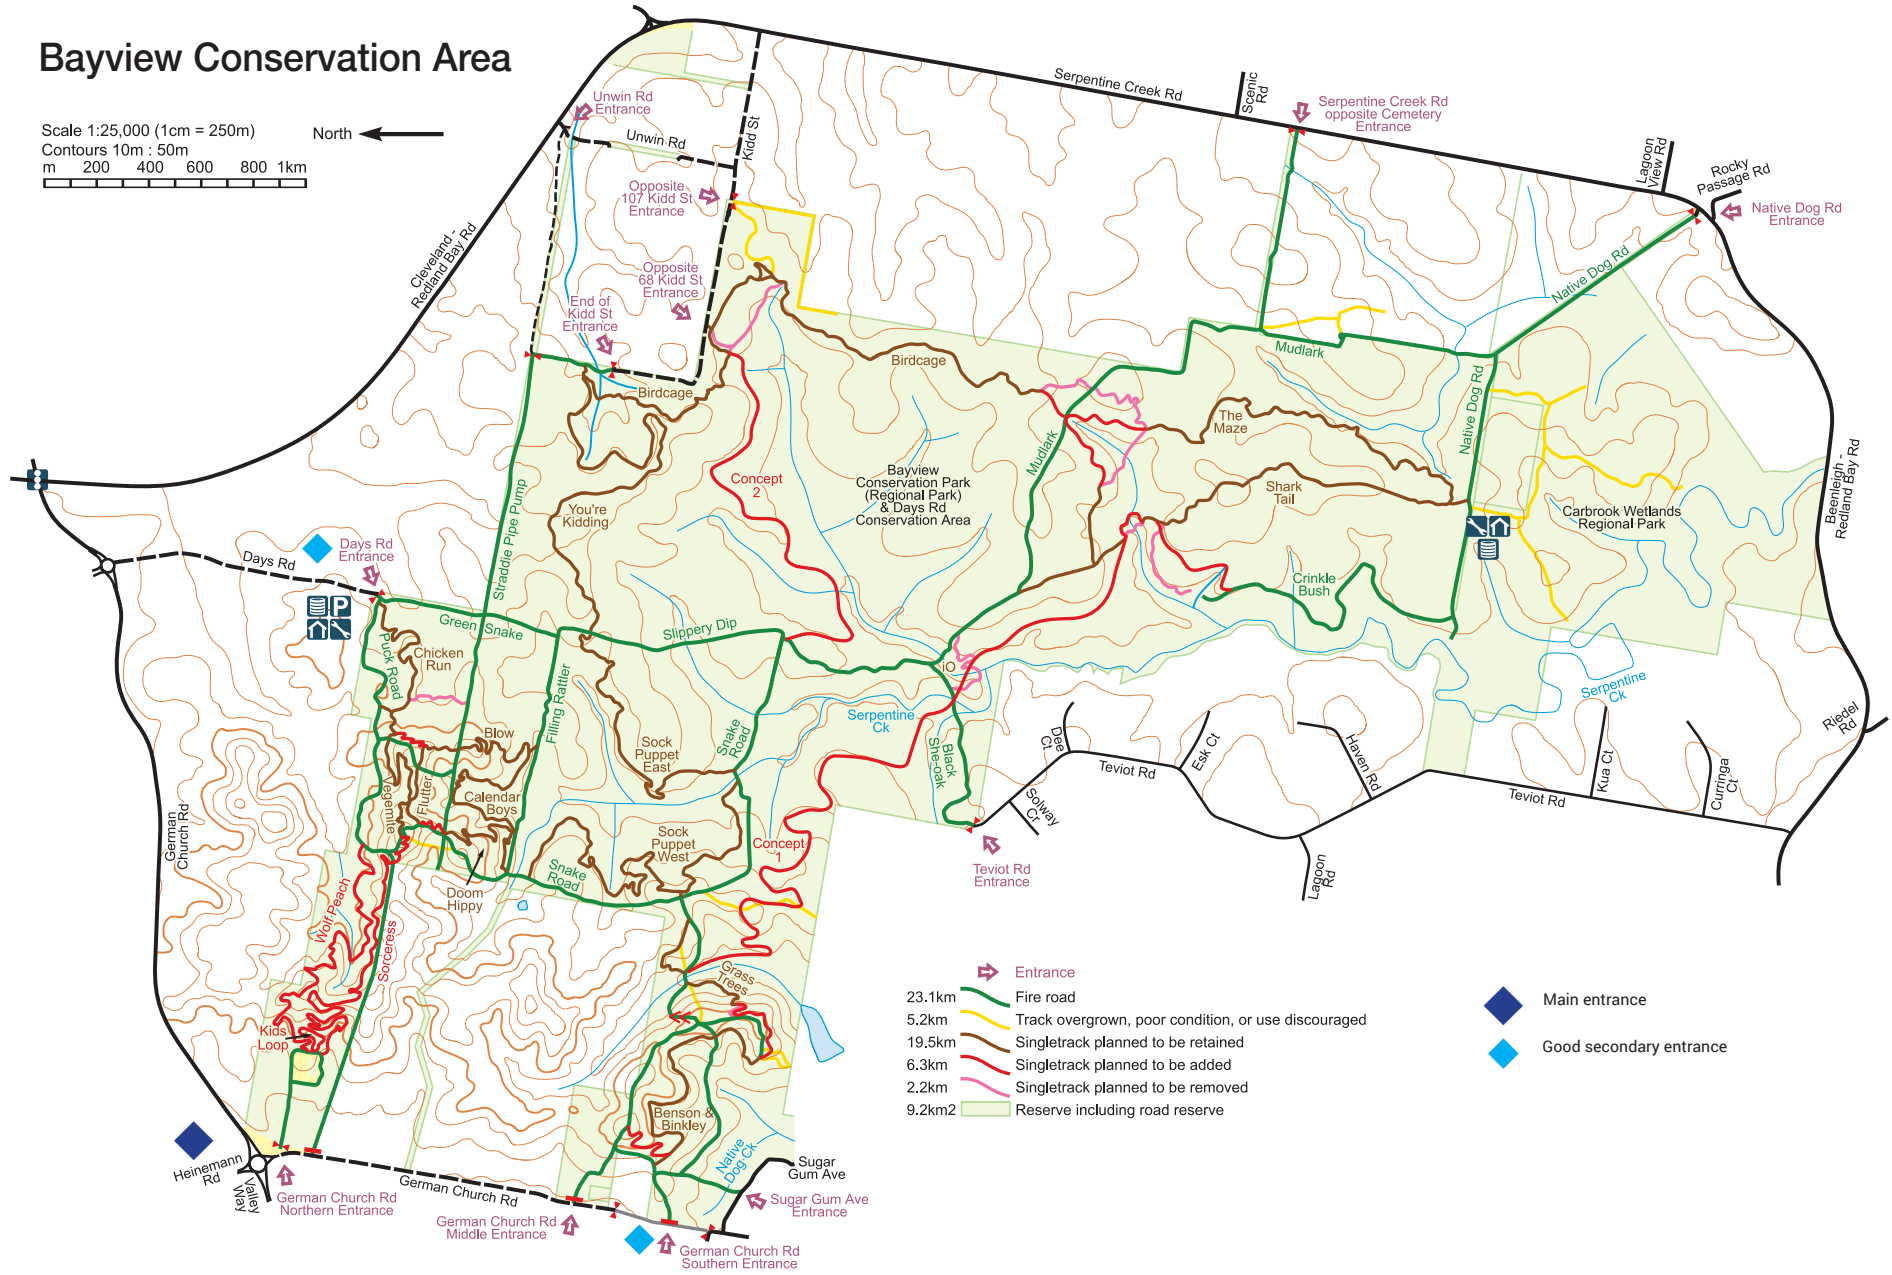 Bayview Conservation Area
Scale 1:25,000 (1cm = 250m)
Contours 10m : 50m
m 200 400 600 800 1km
North
Unwin Rd
Entrance
Unwin Rd
Kidd St
Opposite
107 Kidd St
Entrance
Opposite
68 Kidd St
Entrance
End of
Kidd St
Entrance
Cleveland -
Redland Bay Rd
Serpentine Creek Rd
Scenic
Rd
Serpentine Creek Rd
opposite Cemetery
Entrance
Lagoon
View Rd
Rocky
Passage Rd
Native Dog Rd
Entrance
Native Dog Rd
Mudlark
Birdcage
Birdcage
Native Dog Rd
The
Maze
Mudlark
Shark
Tail
Concept
2
Bayview
Conservation Park
(Regional Park)
& Days Rd
Conservation Area
You're
Kidding
Straddie Pipe Pump
Carbrook Wetlands
Regional Park
Beenleigh -
Redland Bay Rd
Days Rd
Days Rd
Entrance
P
Crinkle
Bush
Green Snake
Slippery Dip
Puck Road
Chicken
Run
Filling Rattler
iO
Serpentine
Ck
Serpentine
Ck
Riedel
Rd
Blow
Sock
Puppet
East
Snake
Road
Black
She-oak
Dee
Ct
Teviot Rd
Esk Ct
Haven Rd
Teviot Rd
Kua Ct
Curringa
Ct
Solway
Cr
Vegemite
Flutter
Calendar
Boys
German
Church Rd
Sock
Puppet
West
Concept
1
Teviot Rd
Entrance
Lagoon
Rd
Snake
Road
Doom
Hippy
Wolf Peach
Sorceress
Grass
Trees
Kids
Loop
Entrance
23.1km Fire road
5.2km Track overgrown, poor condition, or use discouraged
19.5km Singletrack planned to be retained
6.3km Singletrack planned to be added
2.2km Singletrack planned to be removed
9.2km2 Reserve including road reserve
Main entrance
Good secondary entrance
Benson &
Binkley
Native
Dog Ck
Sugar
Gum Ave
Heinemann
Rd
Valley
Way
German Church Rd
Northern Entrance
German Church Rd
German Church Rd
Middle Entrance
Sugar Gum Ave
Entrance
German Church Rd
Southern Entrance